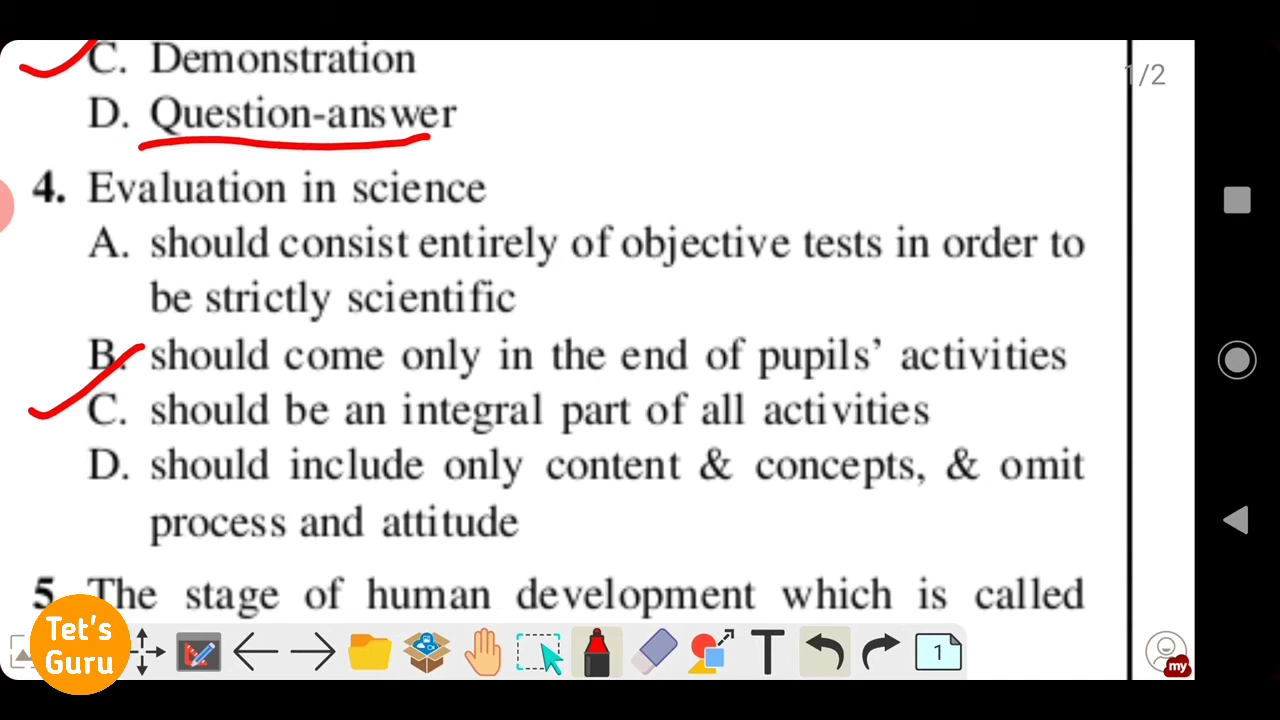 C. Demonstration
1/2
D. Question-answer
4. Evaluation in science
A. should consist entirely of objective tests in order to
be strictly scientific
B. should come only in the end of pupils' activities
C. should be an integral part of all activities
D. should include only content & concepts, & omit
process and attitude
5. The stage of human development which is called
Tet's
Guru
T
1
my